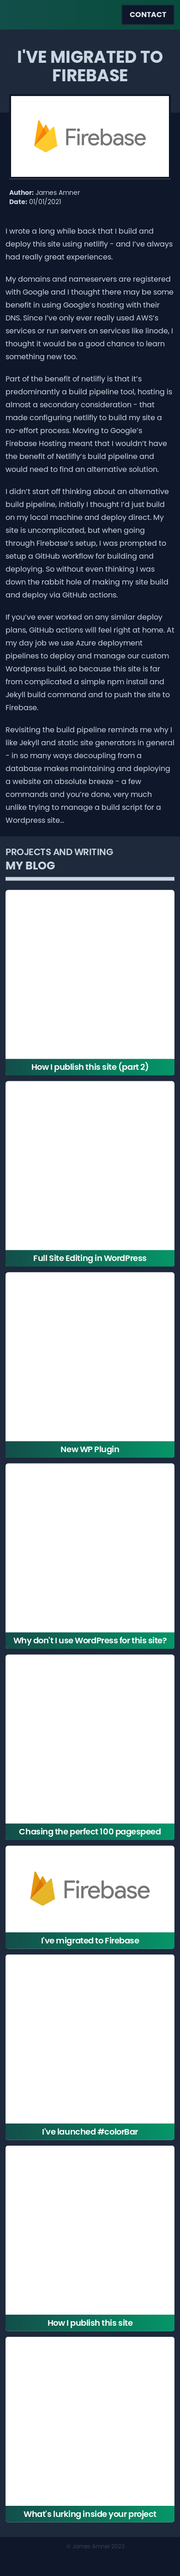 CONTACT
I'VE MIGRATED TO
FIREBASE
Firebase
Author: James Amner
Date: 01/01/2021
I wrote a long while back that I build and
deploy this site using netlifly - and I've always
had really great experiences.
My domains and nameservers are registered
with Google and I thought there may be some
benefit in using Google's hosting with their
DNS. Since I've only ever really used AWS's
services or run servers on services like linode, I
thought it would be a good chance to learn
something new too.
Part of the benefit of netlifly is that it's
predominantly a build pipeline tool, hosting is
almost a secondary consideration - that
made configuring netlify to build my site a
no-effort process. Moving to Google's
Firebase Hosting meant that I wouldn't have
the benefit of Netlify's build pipeline and
would need to find an alternative solution.
I didn't start off thinking about an alternative
build pipeline, initially I thought I'd just build
on my local machine and deploy direct. My
site is uncomplicated, but when going
through Firebase's setup, I was prompted to
setup a GitHub workflow for building and
deploying. So without even thinking I was
down the rabbit hole of making my site build
and deploy via GitHub actions.
If you've ever worked on any similar deploy
plans, GitHub actions will feel right at home. At
my day job we use Azure deployment
pipelines to deploy and manage our custom
Wordpress build, so because this site is far
from complicated a simple npm install and
Jekyll build command and to push the site to
Firebase.
Revisiting the build pipeline reminds me why I
like Jekyll and static site generators in general
- in so many ways decoupling from a
database makes maintaining and deploying
a website an absolute breeze - a few
commands and you're done, very much
unlike trying to manage a build script for a
Wordpress site...
PROJECTS AND WRITING
MY BLOG
How I publish this site (part 2)
Full Site Editing in WordPress
New WP Plugin
Why don't I use WordPress for this site?
Chasing the perfect 100 pagespeed
Firebase
I've migrated to Firebase
I've launched #colorBar
How I publish this site
What's lurking inside your project
© James Amner 2023